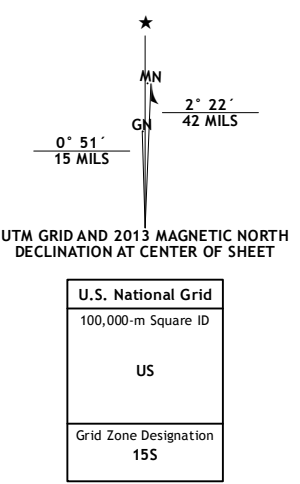 ★
MN
GN
2° 22´
42 MILS
0° 51´
15 MILS
UTM GRID AND 2013 MAGNETIC NORTH
DECLINATION AT CENTER OF SHEET
U.S. National Grid
100,000-m Square ID
US
Grid Zone Designation
15S